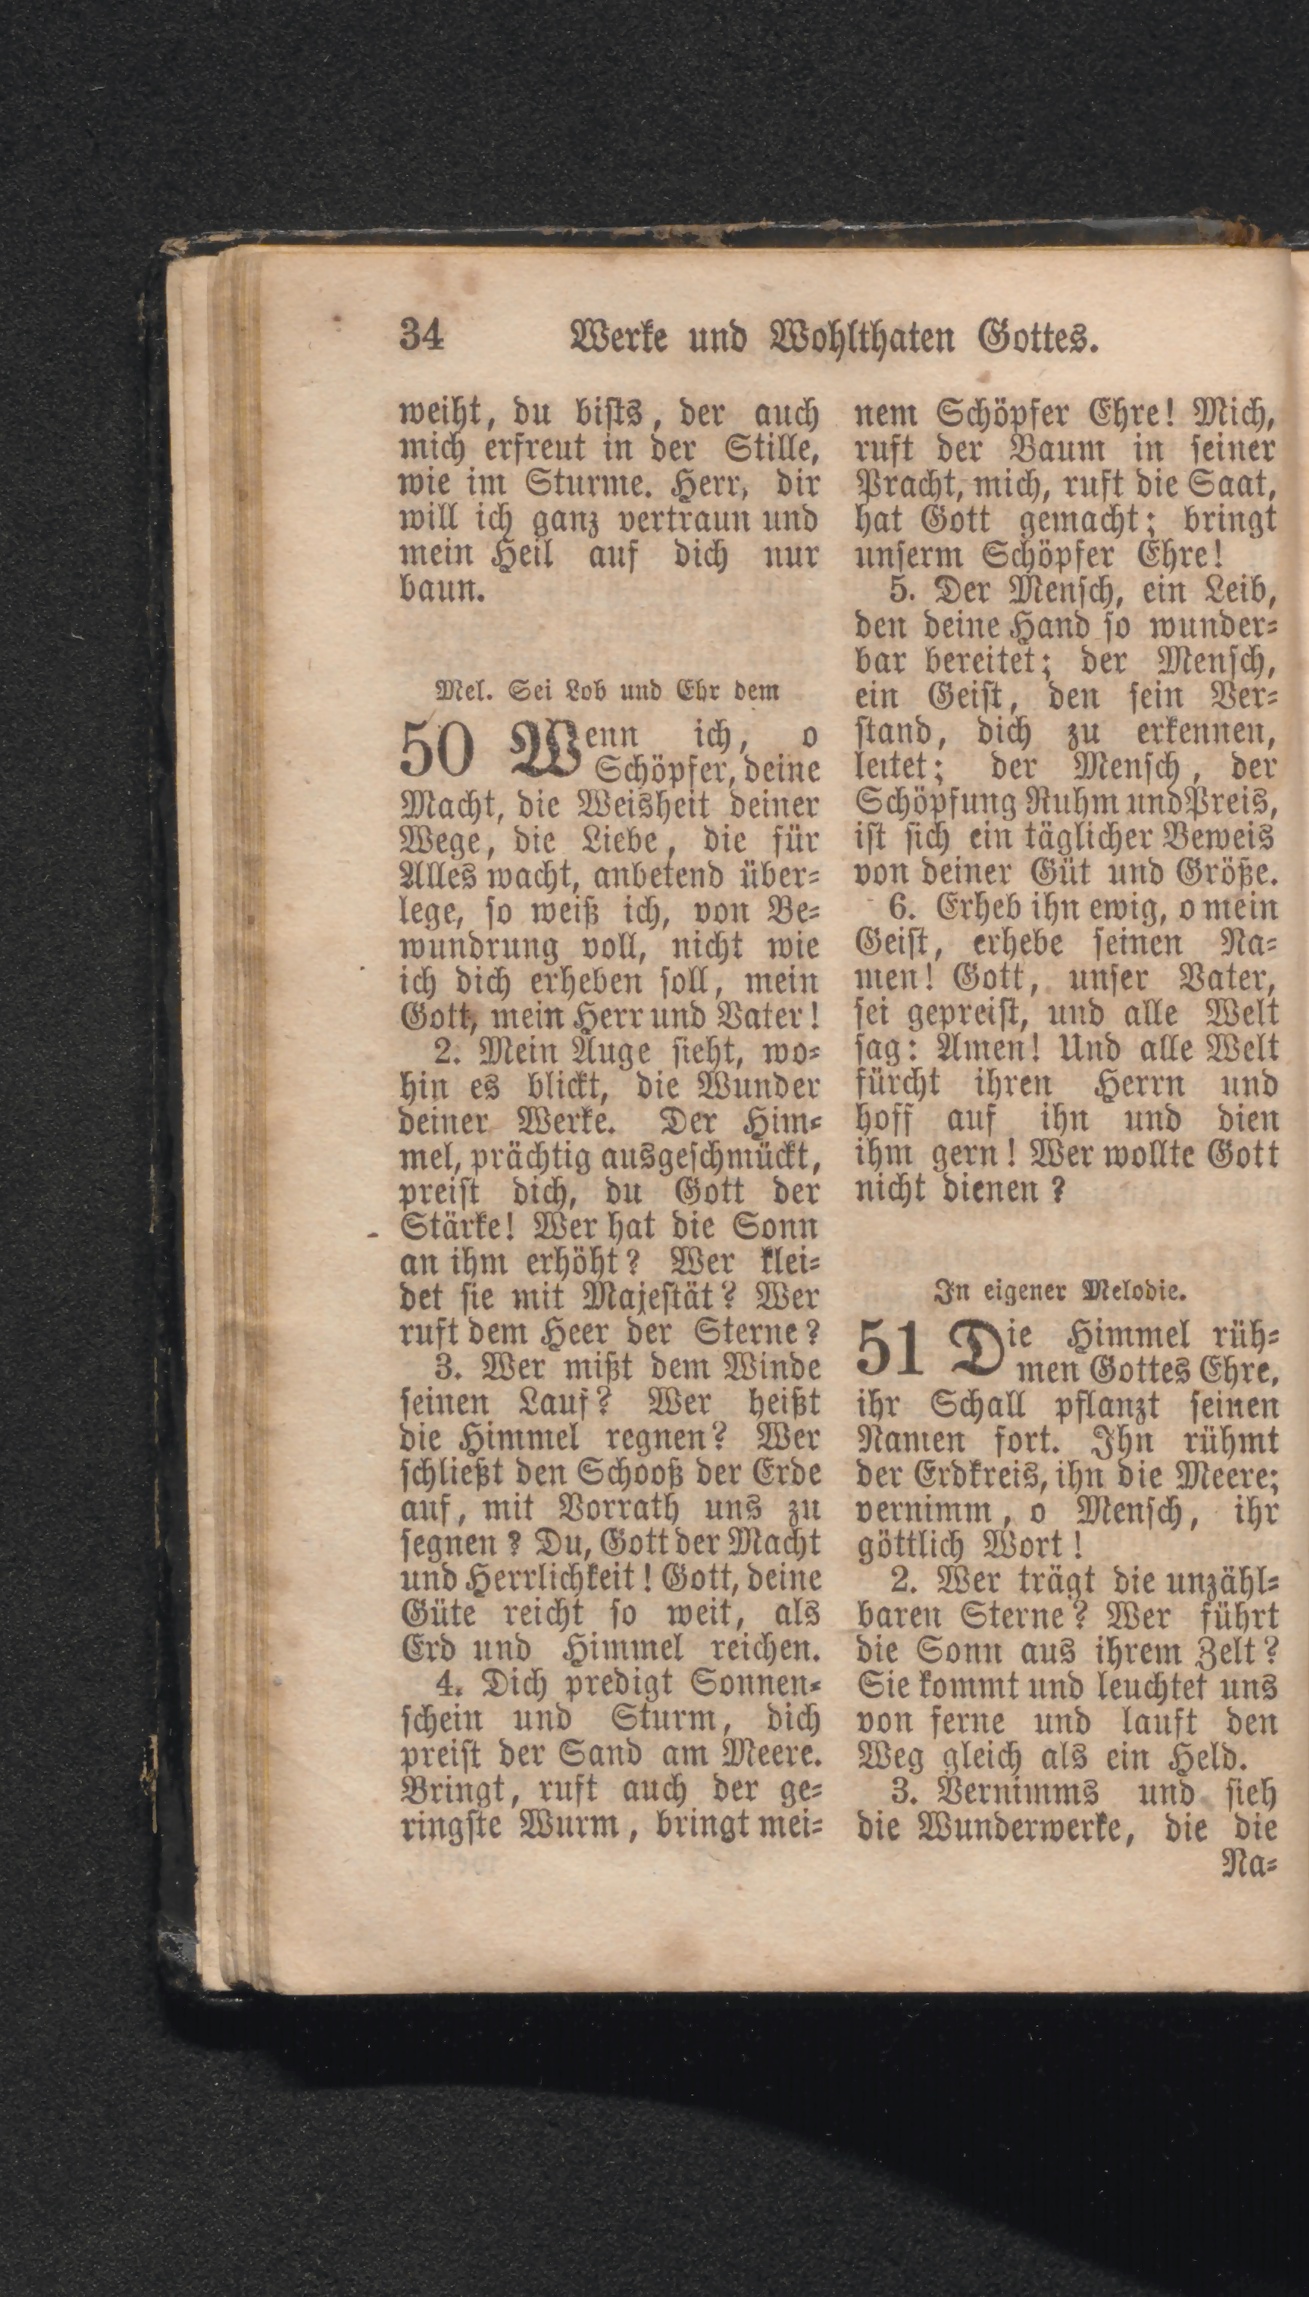 34 Werke und Wohlthaten Gottes.
weiht, du bists, der auch
mich erfreut in der Stille,
wie im Sturme. Herr, dir
will ich ganz vertraun und
mein Heil auf dich nur
baun.
Mel. Sei Lob und Ehr dem
50 Wenn ich, o
Schöpfer, deine
Macht, die Weisheit deiner
Wege, die Liebe, die für
Alles wacht, anbetend über-
lege, so weiß ich, von Be-
wundrung voll, nicht wie
ich dich erheben soll, mein
Gott, mein Herr und Vater!
2. Mein Auge sieht, wo-
hin es blickt, die Wunder
deiner Werke. Der Him-
mel, prächtig ausgeschmückt,
preist dich, du Gott der
Stärke! Wer hat die Sonn
an ihm erhöht? Wer klei-
det sie mit Majestät? Wer
ruft dem Heer der Sterne?
3. Wer mißt dem Winde
seinen Lauf? Wer heißt
die Himmel regnen? Wer
schließt den Schooß der Erde
auf, mit Vorrath uns zu
segnen? Du, Gott der Macht
und Herrlichkeit! Gott, deine
Güte reicht so weit, als
Erd und Himmel reichen.
4. Dich predigt Sonnen-
schein und Sturm, dich
preist der Sand am Meere.
Bringt, ruft auch der ge-
ringste Wurm, bringt mei-
nem Schöpfer Ehre! Mich,
ruft der Baum in seiner
Pracht, mich, ruft die Saat,
hat Gott gemacht; bringt
unserm Schöpfer Ehre!
5. Der Mensch, ein Leib,
den deine Hand so wunder-
bar bereitet; der Mensch,
ein Geist, den sein Ver-
stand, dich zu erkennen,
leitet; der Mensch, der
Schöpfung Ruhm und Preis,
ist sich ein täglicher Beweis
von deiner Güt und Größe.
6. Erheb ihn ewig, o mein
Geist, erhebe seinen Na-
men! Gott, unser Vater,
sei gepreist, und alle Welt
sag: Amen! Und alle Welt
fürcht ihren Herrn und
hoff auf ihn und dien
ihm gern! Wer wollte Gott
nicht dienen?
In eigener Melodie.
51 Die Himmel rüh-
men Gottes Ehre,
ihr Schall pflanzt seinen
Namen fort. Ihn rühmt
der Erdkreis, ihn die Meere;
vernimm, o Mensch, ihr
göttlich Wort!
2. Wer trägt die unzähl-
baren Sterne? Wer führt
die Sonn aus ihrem Zelt?
Sie kommt und leuchtet uns
von ferne und lauft den
Weg gleich als ein Held.
3. Vernimms und sieh
die Wunderwerke, die die
Na-